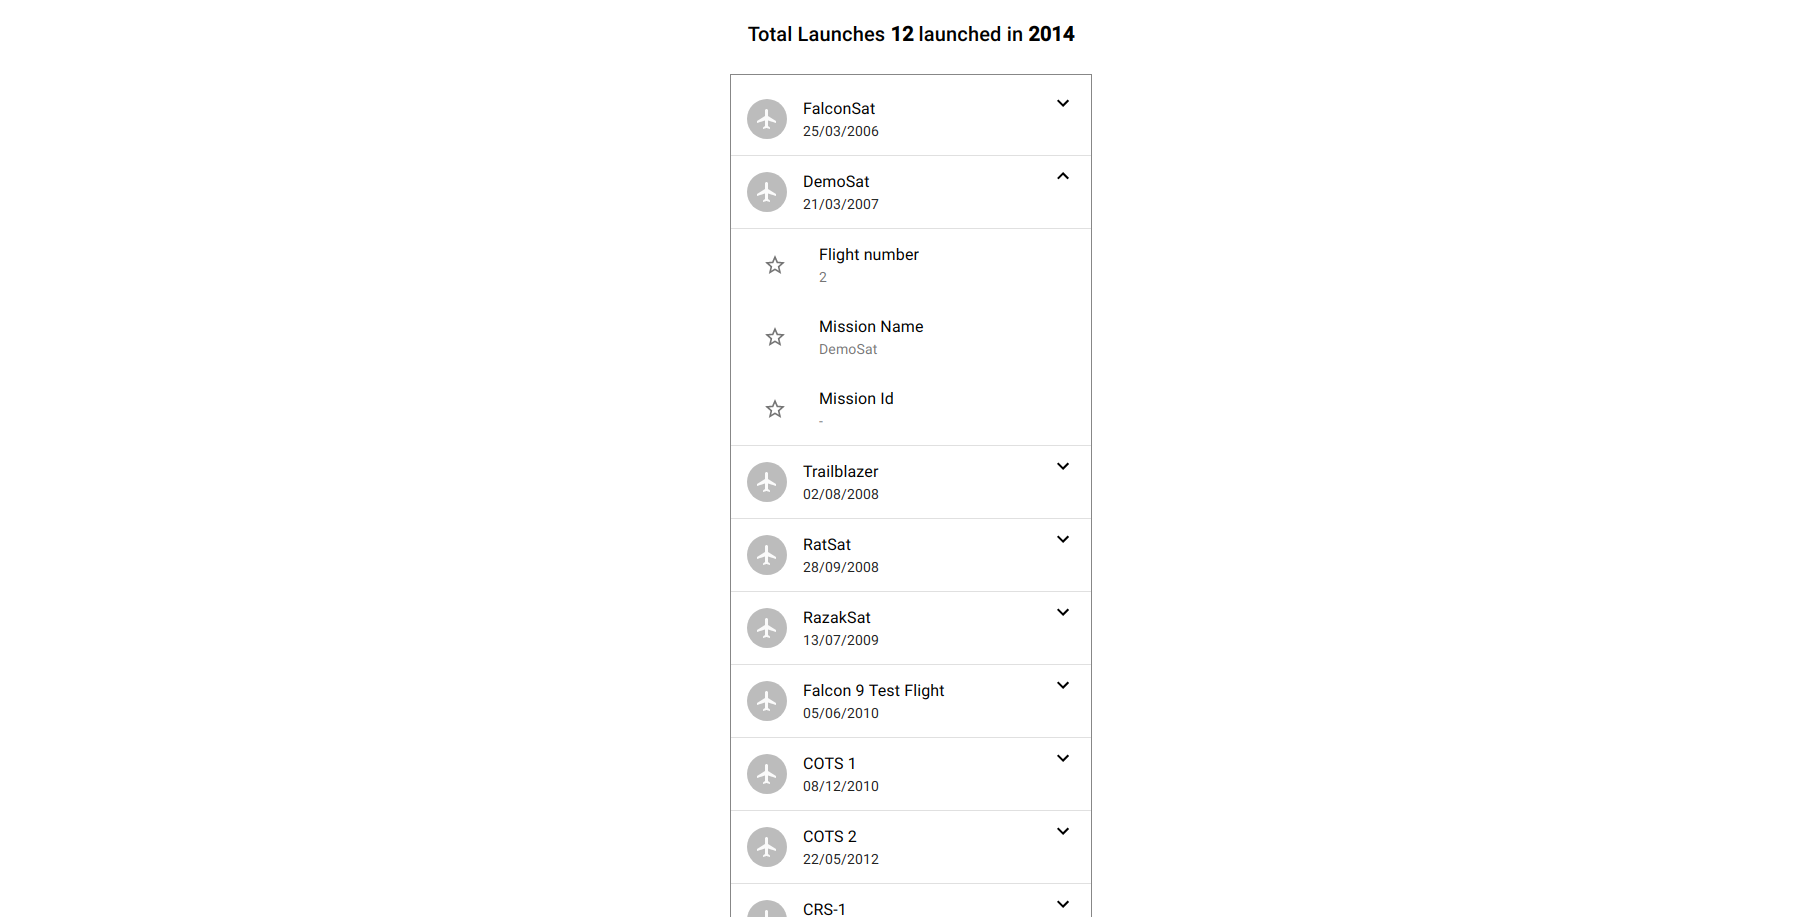 Total Launches 12 launched in 2014
FalconSat
25/03/2006
DemoSat
21/03/2007
Flight number
2
Mission Name
DemoSat
Mission Id
-
Trailblazer
02/08/2008
RatSat
28/09/2008
RazakSat
13/07/2009
Falcon 9 Test Flight
05/06/2010
COTS 1
08/12/2010
COTS 2
22/05/2012
CRS-1